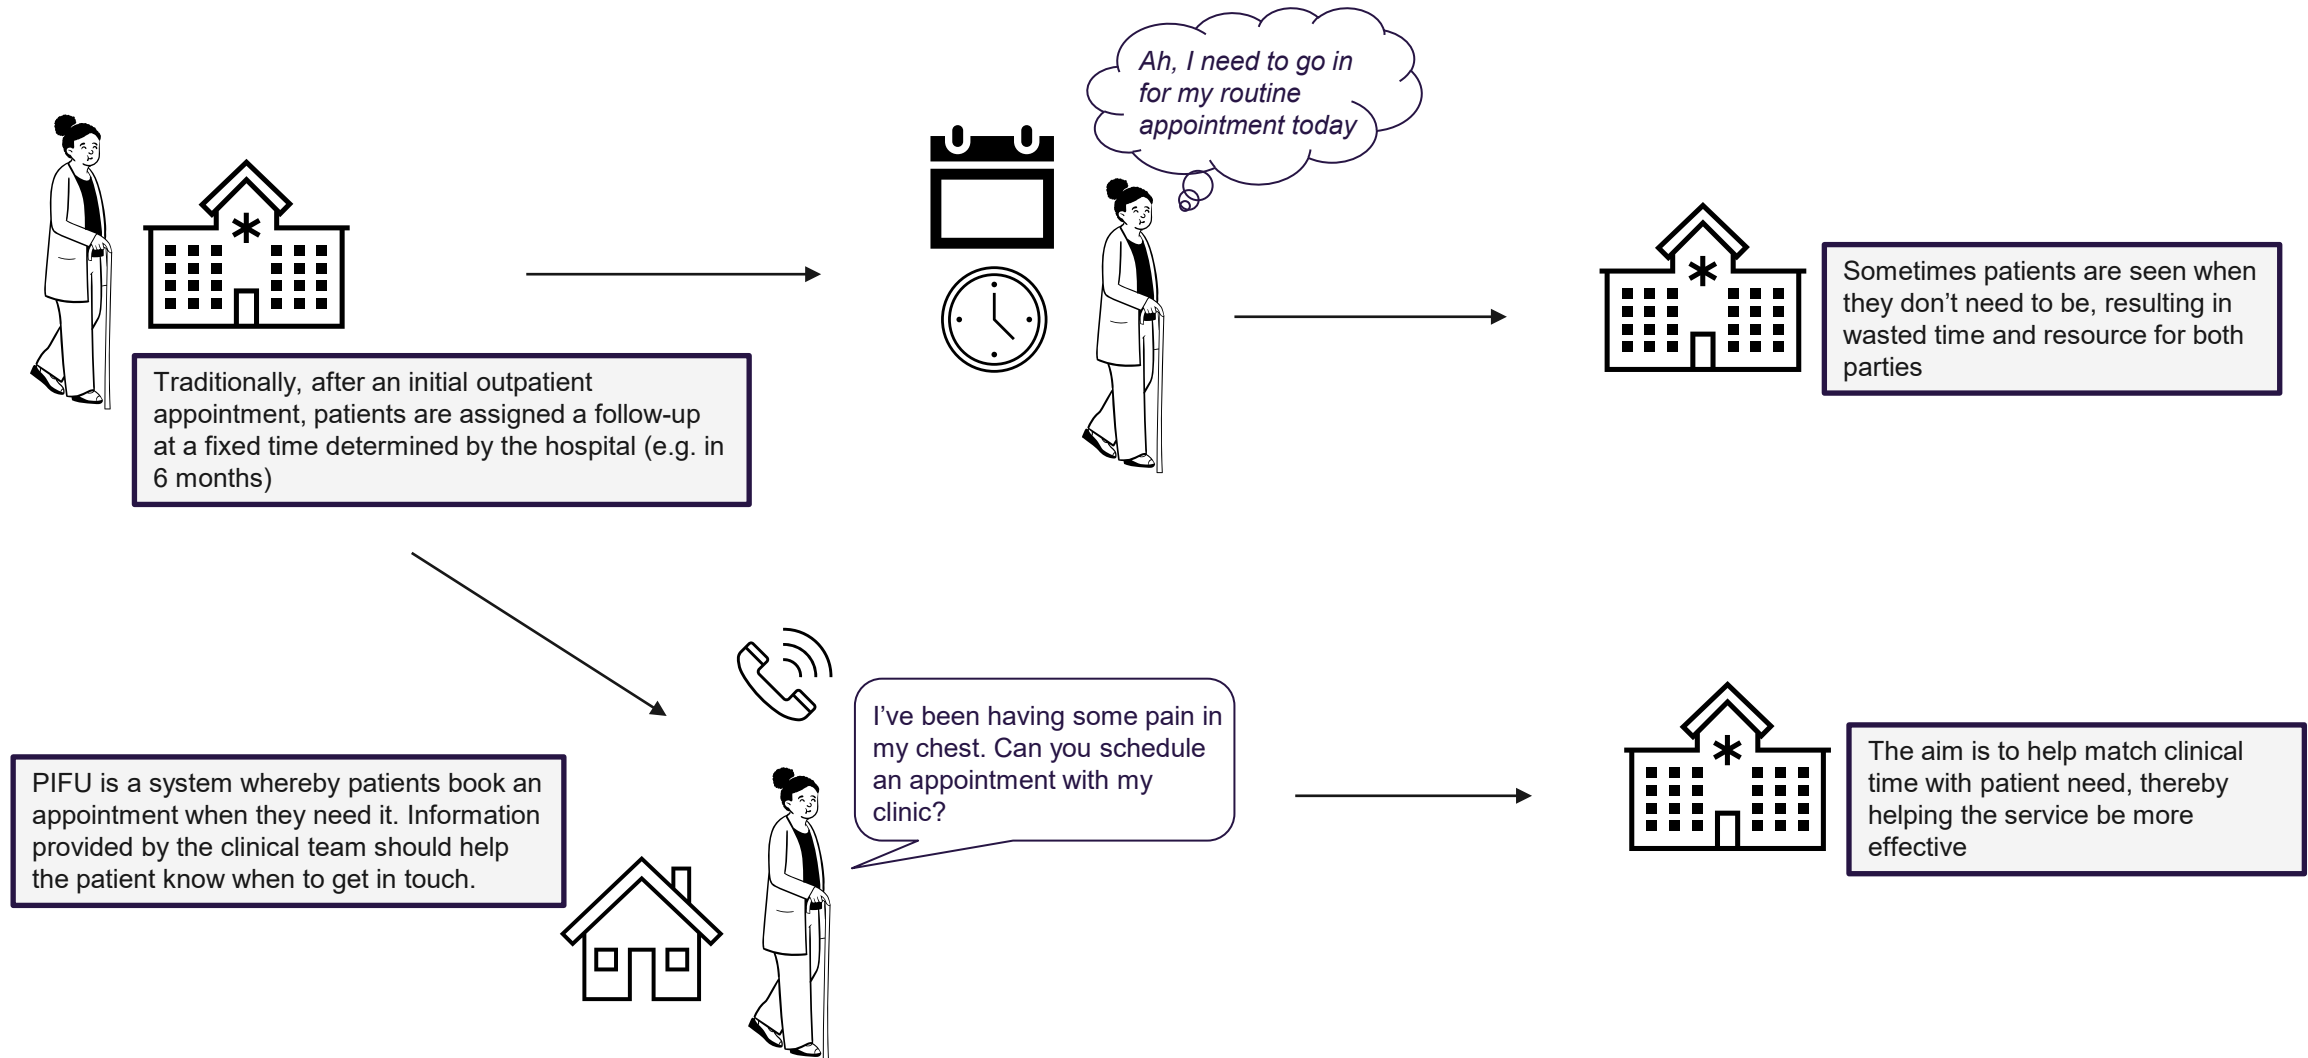 Ah, I need to go in
for my routine
appointment today
Sometimes patients are seen when
they don’t need to be, resulting in
wasted time and resource for both
parties
Traditionally, after an initial outpatient
appointment, patients are assigned a follow-up
at a fixed time determined by the hospital (e.g. in
6 months)
I’ve been having some pain in
my chest. Can you schedule
an appointment with my
clinic?
PIFU is a system whereby patients book an
appointment when they need it. Information
provided by the clinical team should help
the patient know when to get in touch.
The aim is to help match clinical
time with patient need, thereby
helping the service be more
effective